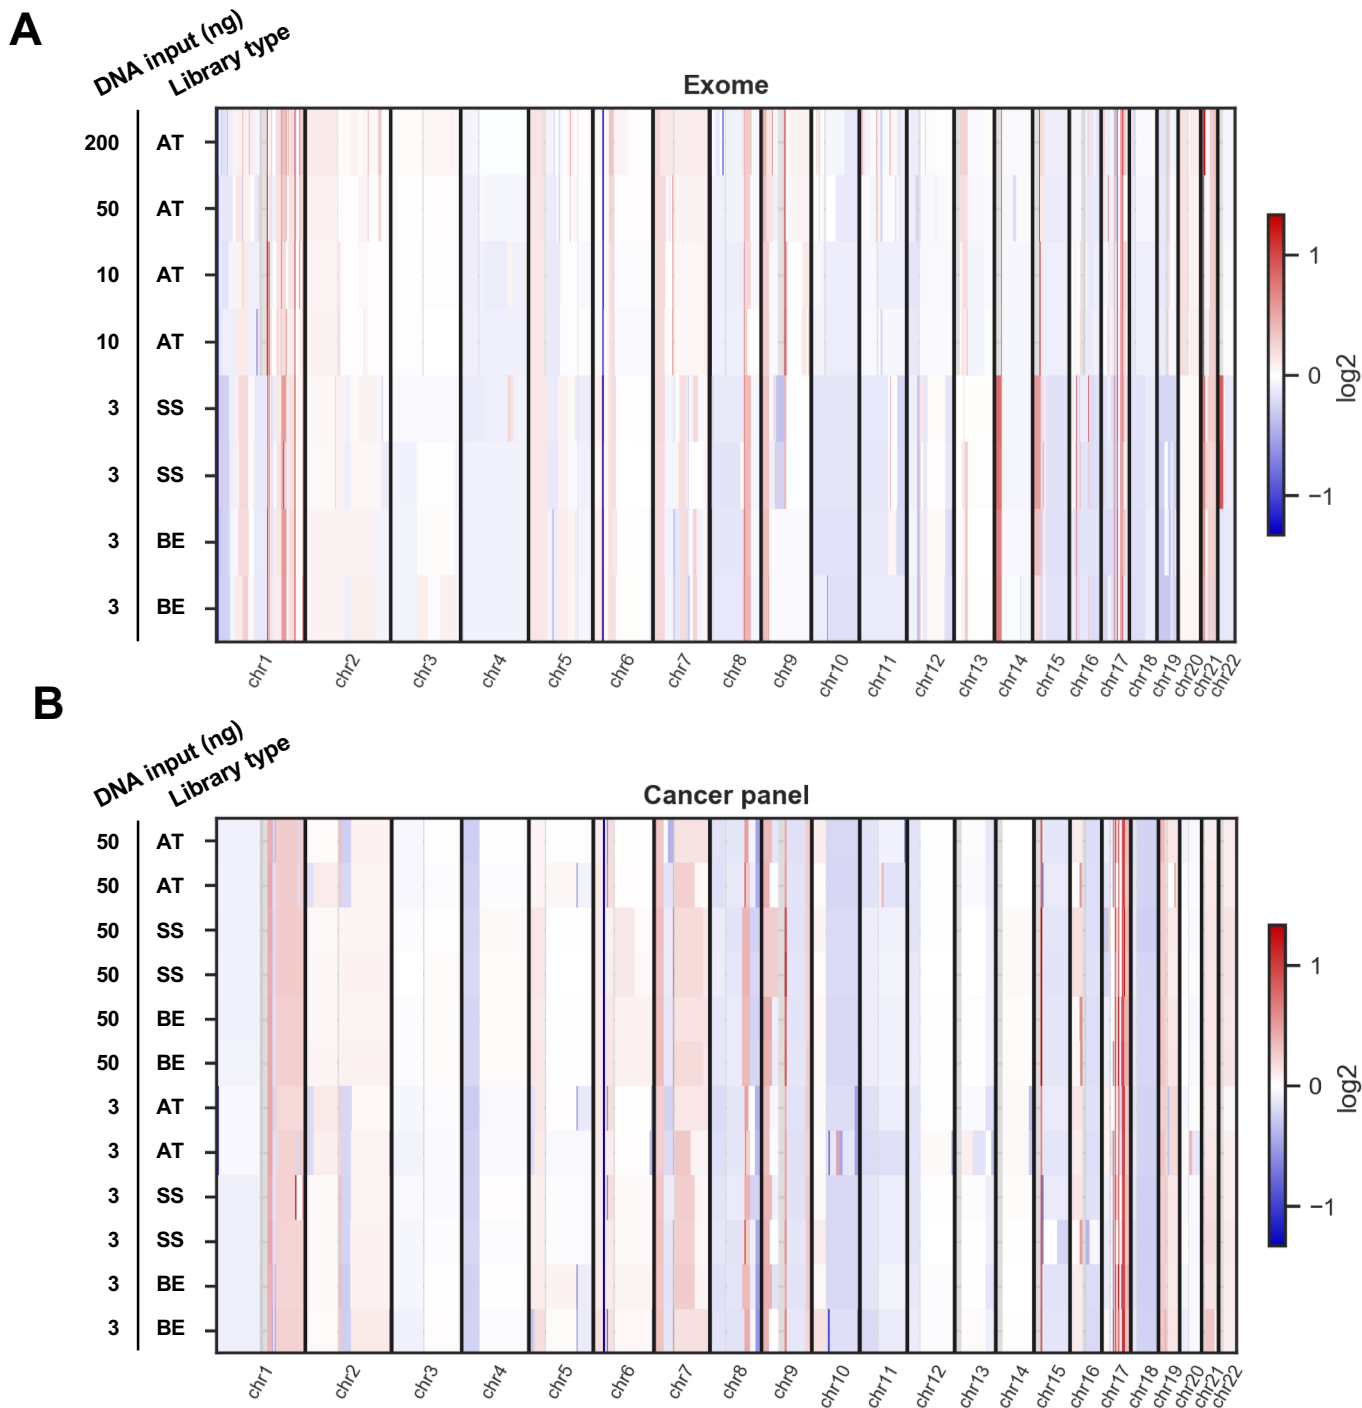 A
DNA input (ng)
Library type
Exome
200 AT
50 AT
10 AT
10 AT
3 SS
3 SS
3 BE
3 BE
1
0
−1
log2
chr1 chr2 chr3 chr4 chr5 chr6 chr7 chr8 chr9 chr10 chr11 chr12 chr13 chr14 chr15 chr16 chr17 chr18 chr19 chr20 chr21 chr22
B
DNA input (ng)
Library type
Cancer panel
50 AT
50 AT
50 SS
50 SS
50 BE
50 BE
3 AT
3 AT
3 SS
3 SS
3 BE
3 BE
1
0
−1
log2
chr1 chr2 chr3 chr4 chr5 chr6 chr7 chr8 chr9 chr10 chr11 chr12 chr13 chr14 chr15 chr16 chr17 chr18 chr19 chr20 chr21 chr22